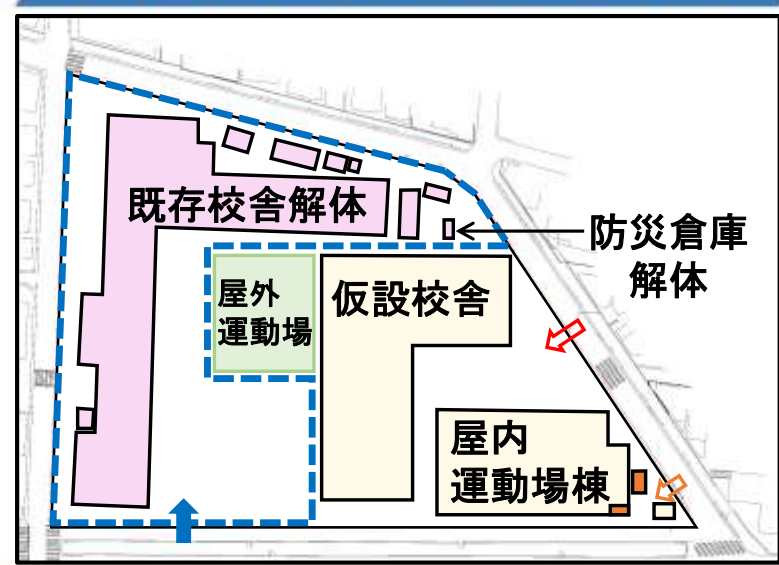 既存校舎解体
防災倉庫
解体
屋外
運動場
仮設校舎
屋内
運動場棟